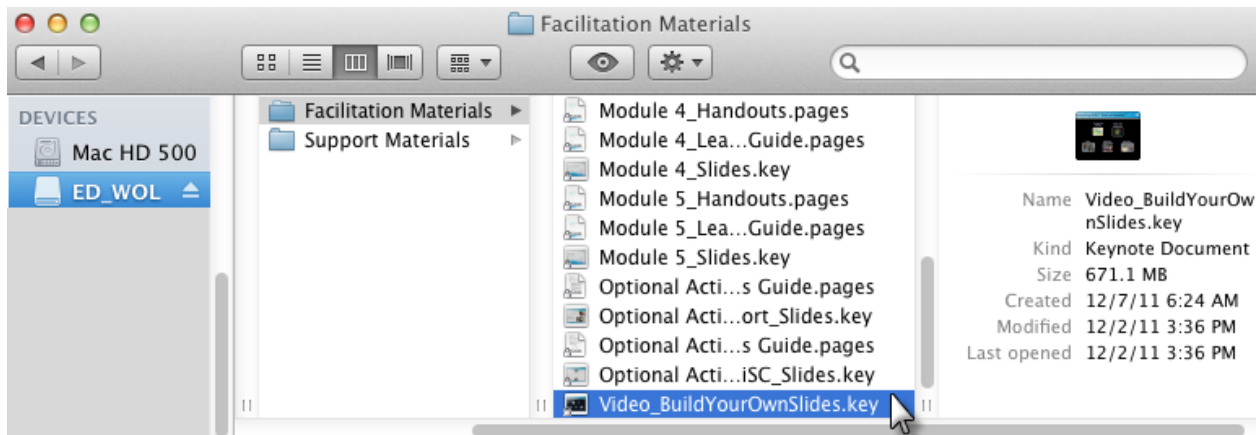 Facilitation Materials
DEVICES
Mac HD 500
ED_WOL
Facilitation Materials
Support Materials
Module 4_Handouts.pages
Module 4_Lea...Guide.pages
Module 4_Slides.key
Module 5_Handouts.pages
Module 5_Lea...Guide.pages
Module 5_Slides.key
Optional Acti...s Guide.pages
Optional Acti...ort_Slides.key
Optional Acti...s Guide.pages
Optional Acti...iSC_Slides.key
Video_BuildYourOwnSlides.key
Name Video_BuildYourOw
nSlides.key
Kind Keynote Document
Size 671.1 MB
Created 12/7/11 6:24 AM
Modified 12/2/11 3:36 PM
Last opened 12/2/11 3:36 PM